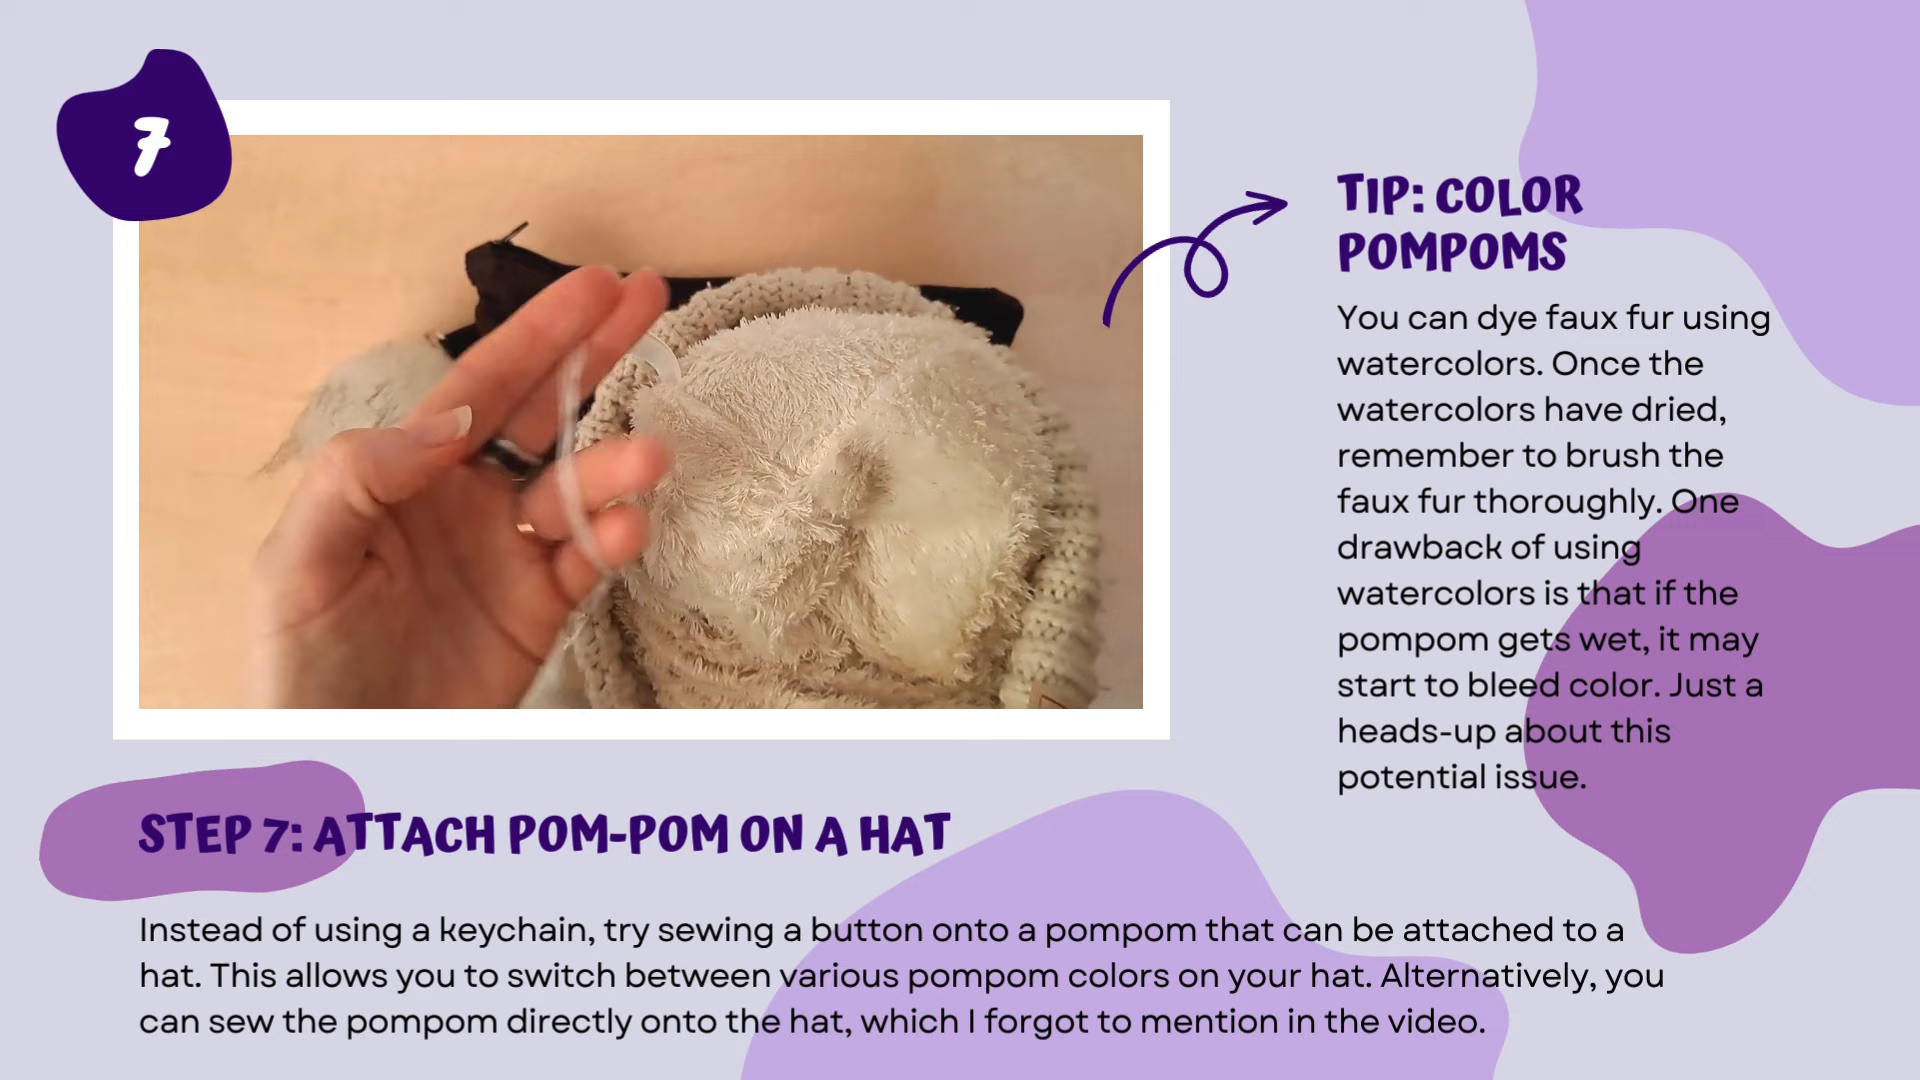 7
TIP: COLOR
POMPOMS
You can dye faux fur using
watercolors. Once the
watercolors have dried,
remember to brush the
faux fur thoroughly. One
drawback of using
watercolors is that if the
pompom gets wet, it may
start to bleed color. Just a
heads-up about this
potential issue.
STEP 7: ATTACH POM-POM ON A HAT
Instead of using a keychain, try sewing a button onto a pompom that can be attached to a
hat. This allows you to switch between various pompom colors on your hat. Alternatively, you
can sew the pompom directly onto the hat, which I forgot to mention in the video.